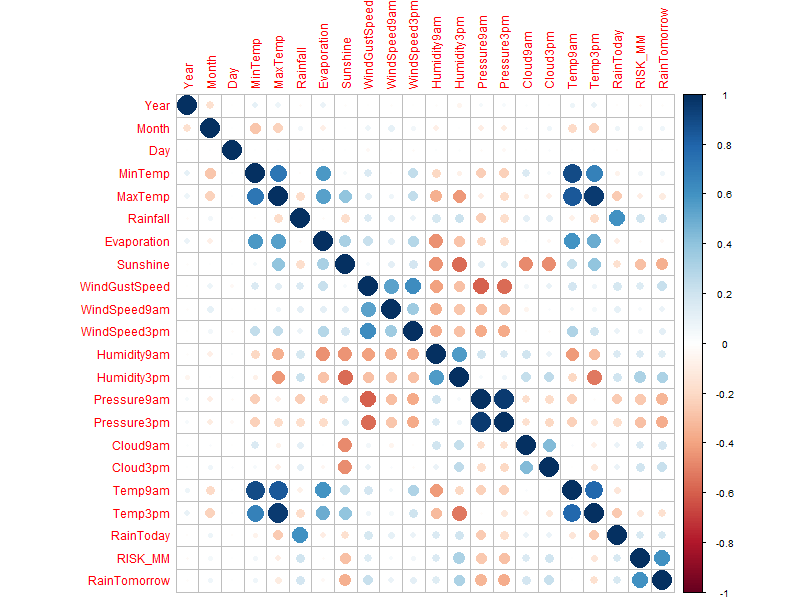 Year
Month
Day
MinTemp
MaxTemp
Rainfall
Evaporation
Sunshine
WindGustSpeed
WindSpeed9am
WindSpeed3pm
Humidity9am
Humidity3pm
Pressure9am
Pressure3pm
Cloud9am
Cloud3pm
Temp9am
Temp3pm
RainToday
RISK_MM
RainTomorrow
Year
Month
Day
MinTemp
MaxTemp
Rainfall
Evaporation
Sunshine
WindGustSpeed
WindSpeed9am
WindSpeed3pm
Humidity9am
Humidity3pm
Pressure9am
Pressure3pm
Cloud9am
Cloud3pm
Temp9am
Temp3pm
RainToday
RISK_MM
RainTomorrow
1
0.8
0.6
0.4
0.2
0
-0.2
-0.4
-0.6
-0.8
-1